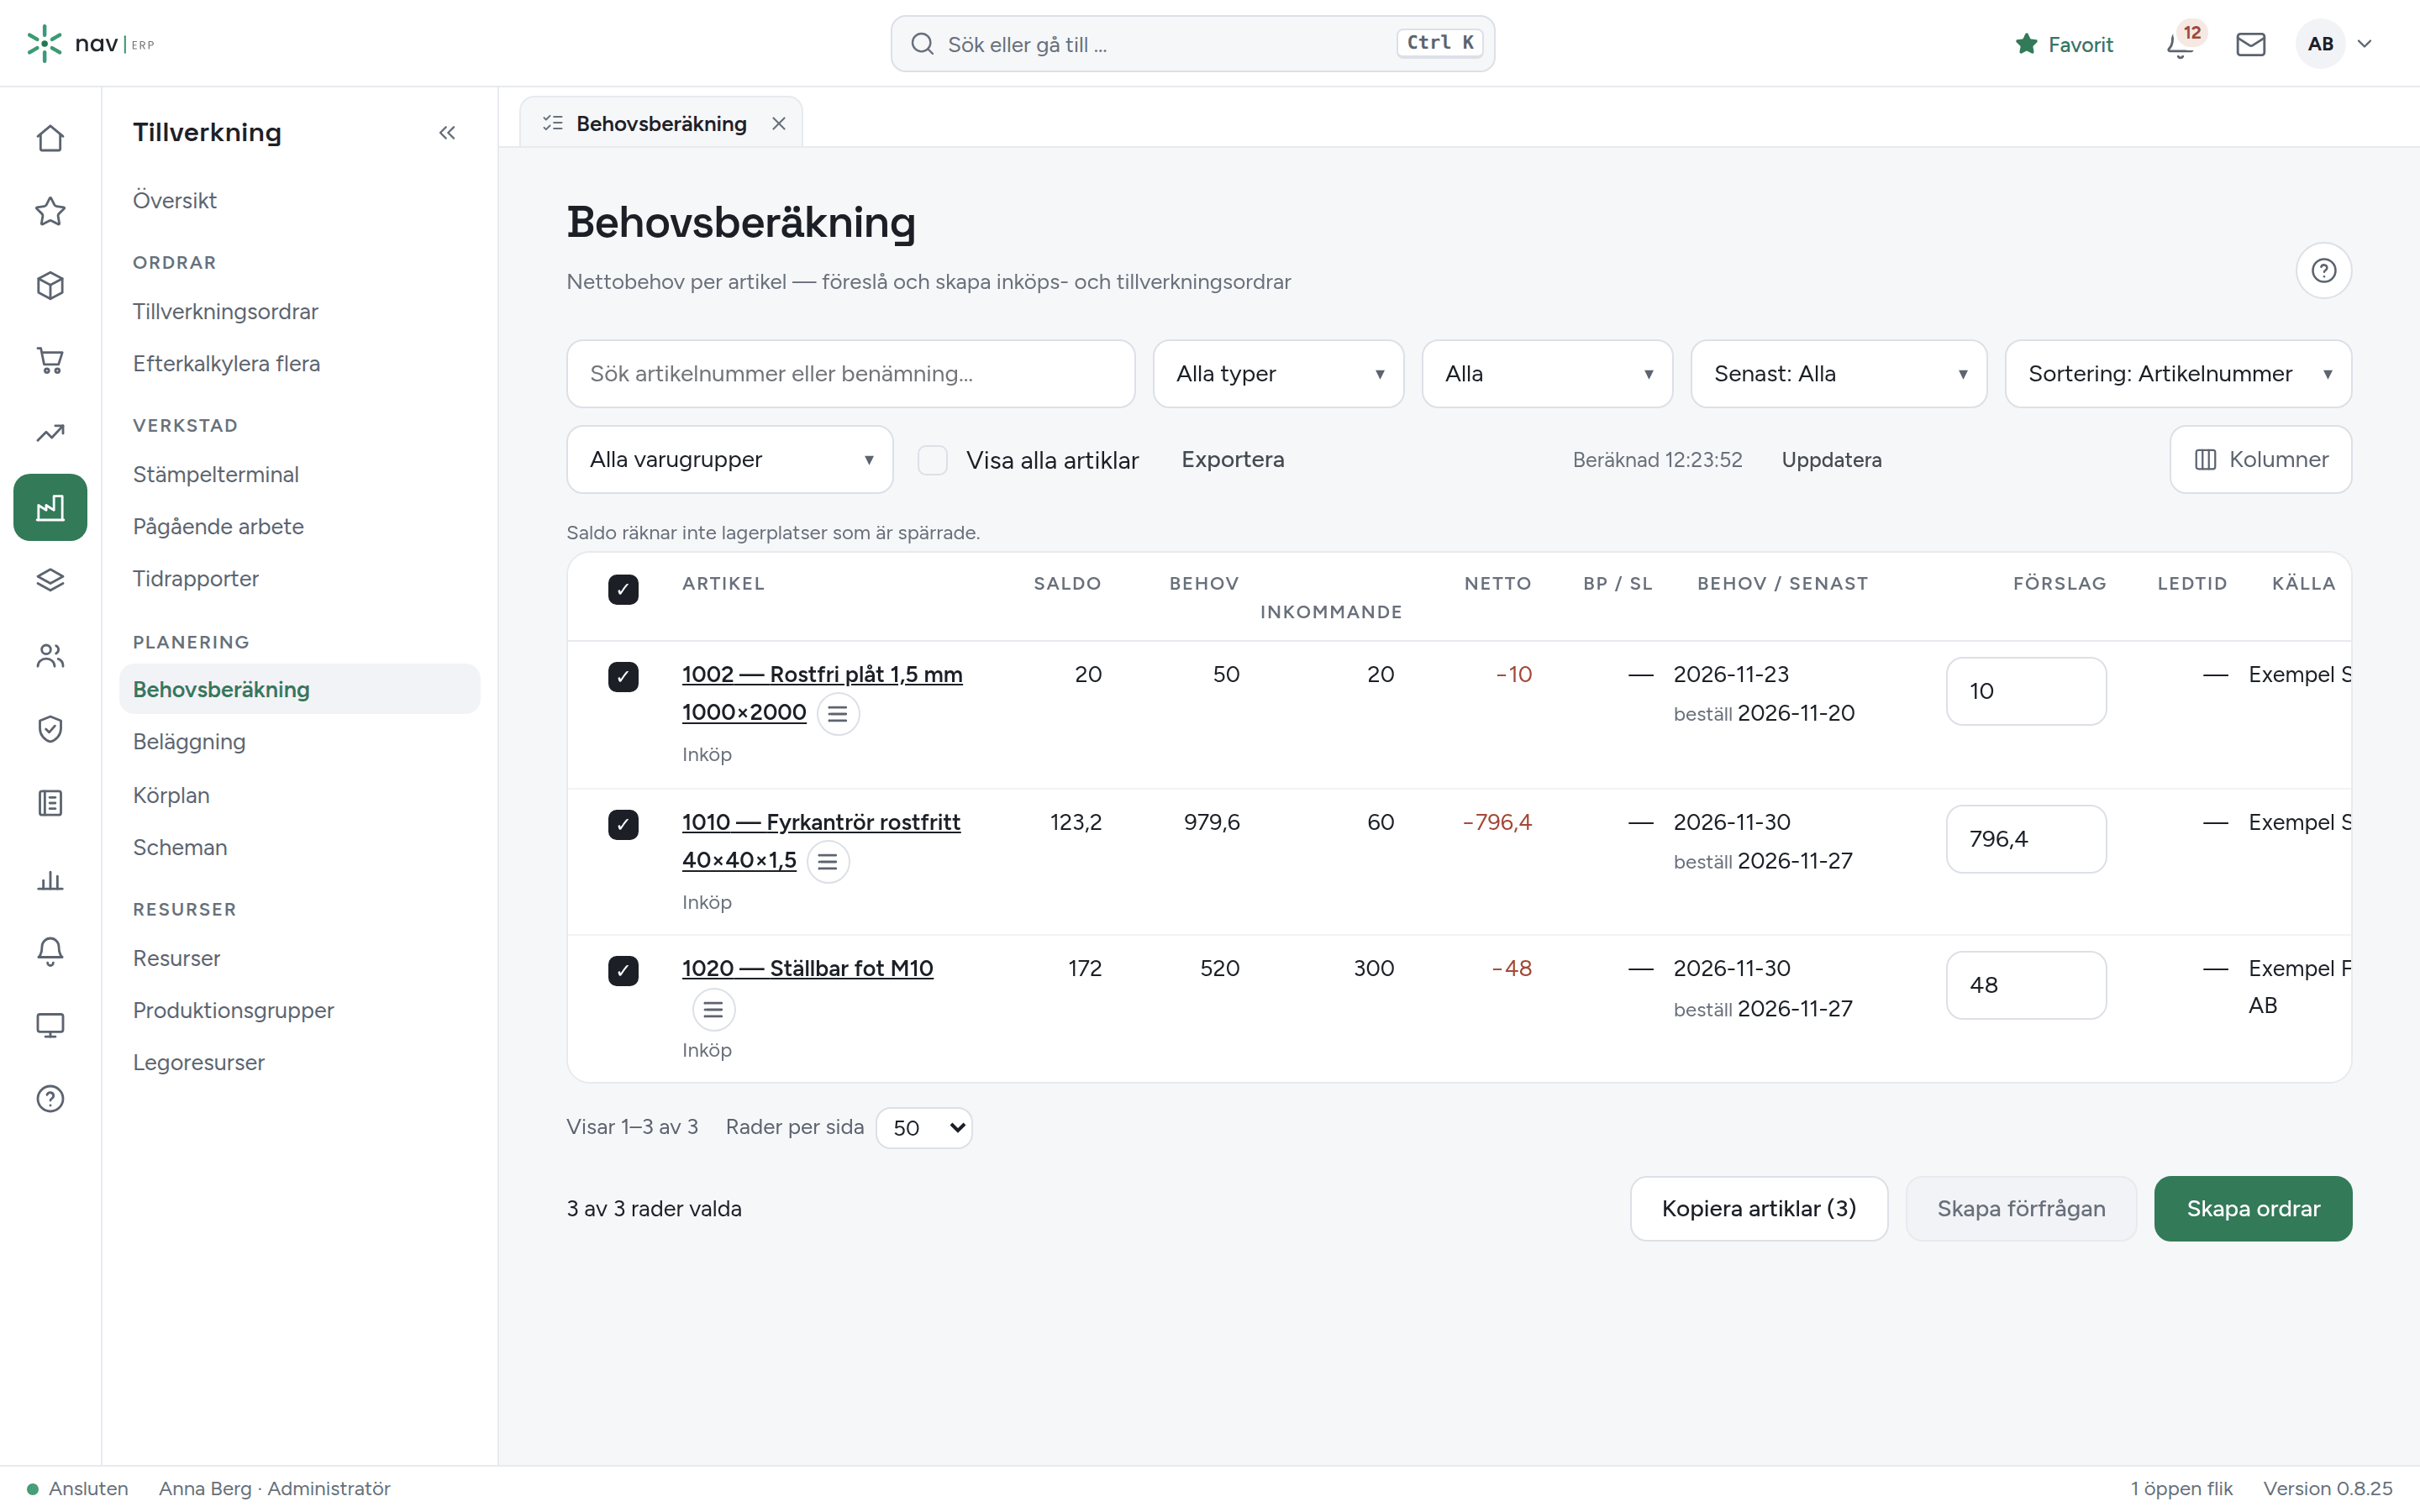 nav ERP
Sök eller gå till ...
Ctrl K
Favorit
12
AB
Tillverkning
Översikt
ORDRAR
Tillverkningsordrar
Efterkalkylera flera
VERKSTAD
Stämpelterminal
Pågående arbete
Tidrapporter
PLANERING
Behovsberäkning
Beläggning
Körplan
Scheman
RESURSER
Resurser
Produktionsgrupper
Legoresurser
Behovsberäkning
Behovsberäkning
Nettobehov per artikel — föreslå och skapa inköps- och tillverkningsordrar
Sök artikelnummer eller benämning...
Alla typer
Alla
Senast: Alla
Sortering: Artikelnummer
Alla varugrupper
Visa alla artiklar
Exportera
Beräknad 12:23:52
Uppdatera
Kolumner
Saldo räknar inte lagerplatser som är spärrade.
ARTIKEL SALDO BEHOV INKOMMANDE NETTO BP / SL BEHOV / SENAST FÖRSLAG LEDTID KÄLLA
1002 — Rostfri plåt 1,5 mm 20 50 20 −10 — 2026-11-23 10 — Exempel S
1000×2000 beställ 2026-11-20
Inköp
1010 — Fyrkantrör rostfritt 123,2 979,6 60 −796,4 — 2026-11-30 796,4 — Exempel S
40×40×1,5 beställ 2026-11-27
Inköp
1020 — Ställbar fot M10 172 520 300 −48 — 2026-11-30 48 — Exempel F
beställ 2026-11-27 AB
Inköp
Visar 1–3 av 3 Rader per sida 50
3 av 3 rader valda
Kopiera artiklar (3)
Skapa förfrågan
Skapa ordrar
Ansluten Anna Berg · Administratör
1 öppen flik Version 0.8.25